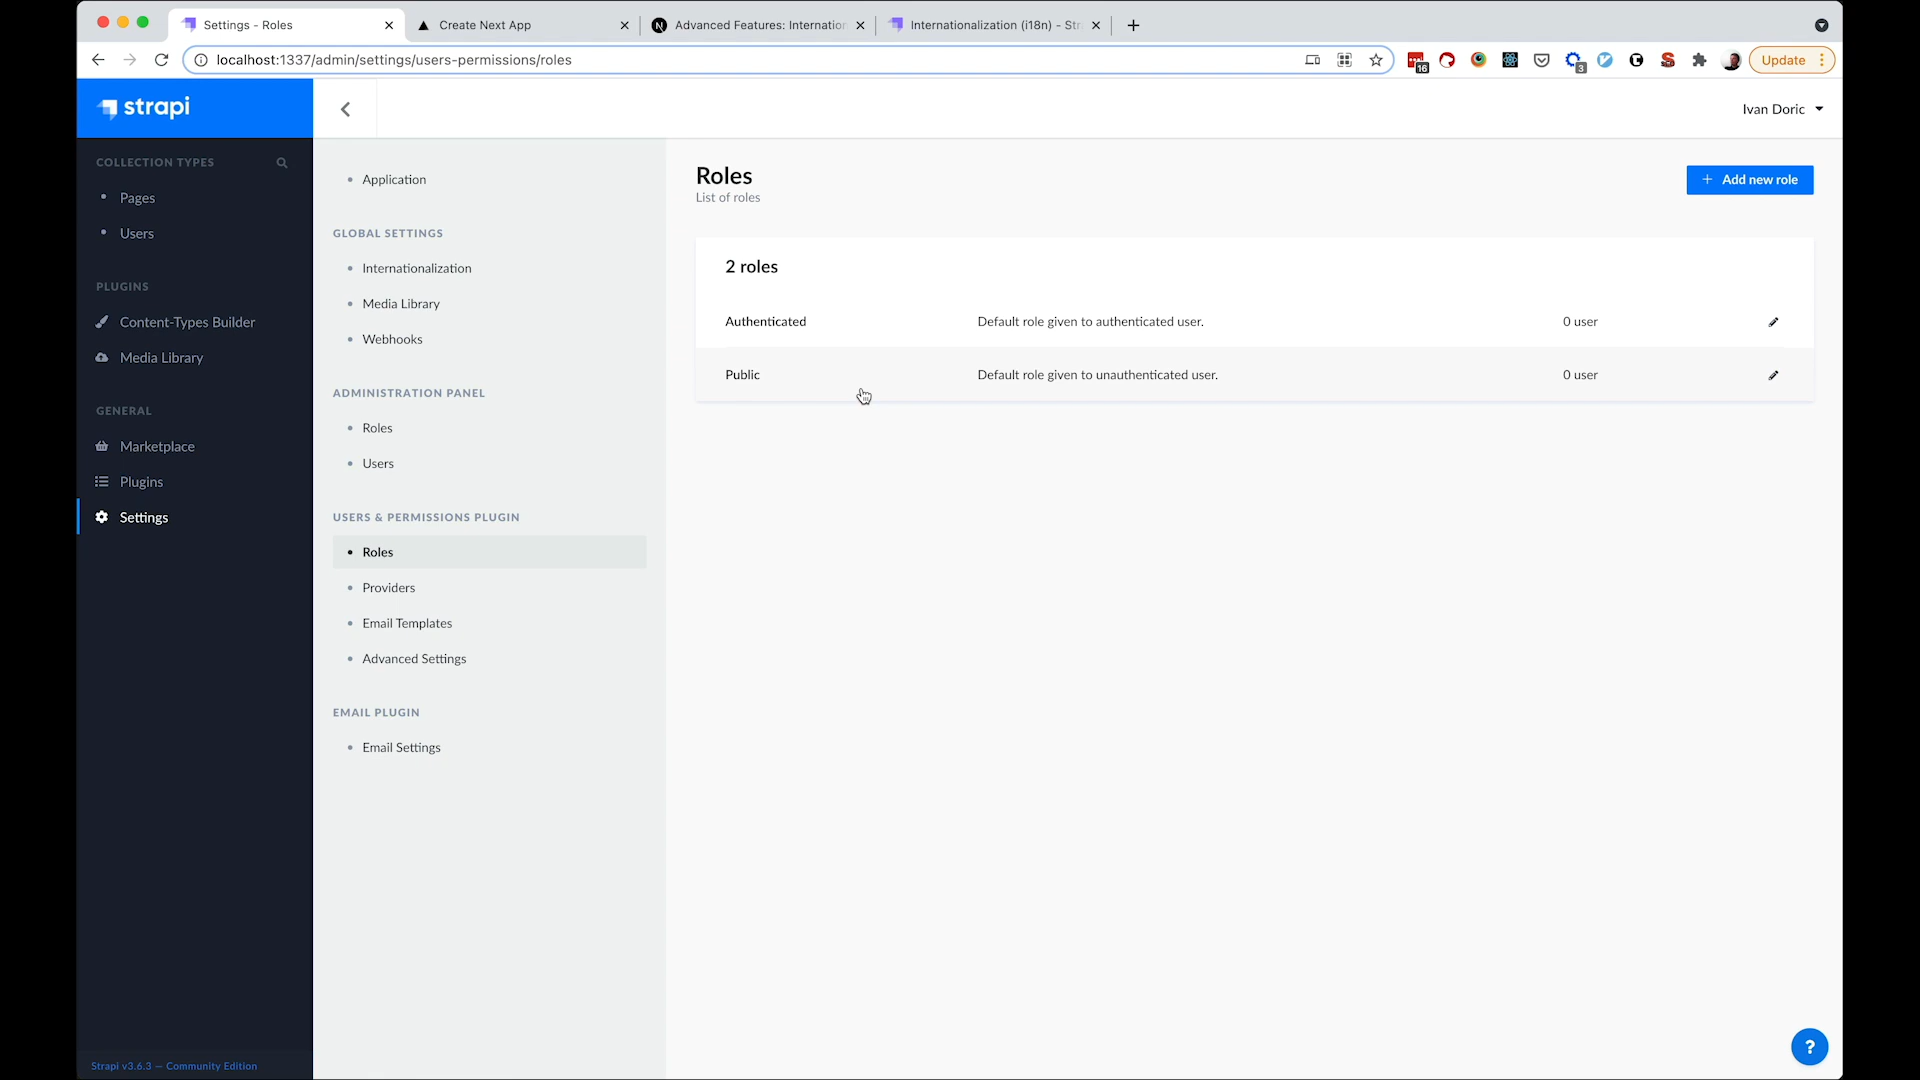 Settings - Roles
Create Next App
Advanced Features: Internation
Internationalization (i18n) - Str
localhost:1337/admin/settings/users-permissions/roles
16
3
Update
strapi
Ivan Doric
COLLECTION TYPES
Pages
Users
PLUGINS
Content-Types Builder
Media Library
GENERAL
Marketplace
Plugins
Settings
Strapi v3.6.3 — Community Edition
Application
GLOBAL SETTINGS
Internationalization
Media Library
Webhooks
ADMINISTRATION PANEL
Roles
Users
USERS & PERMISSIONS PLUGIN
Roles
Providers
Email Templates
Advanced Settings
EMAIL PLUGIN
Email Settings
Roles
List of roles
Add new role
2 roles
Authenticated Default role given to authenticated user. 0 user
Public Default role given to unauthenticated user. 0 user
?